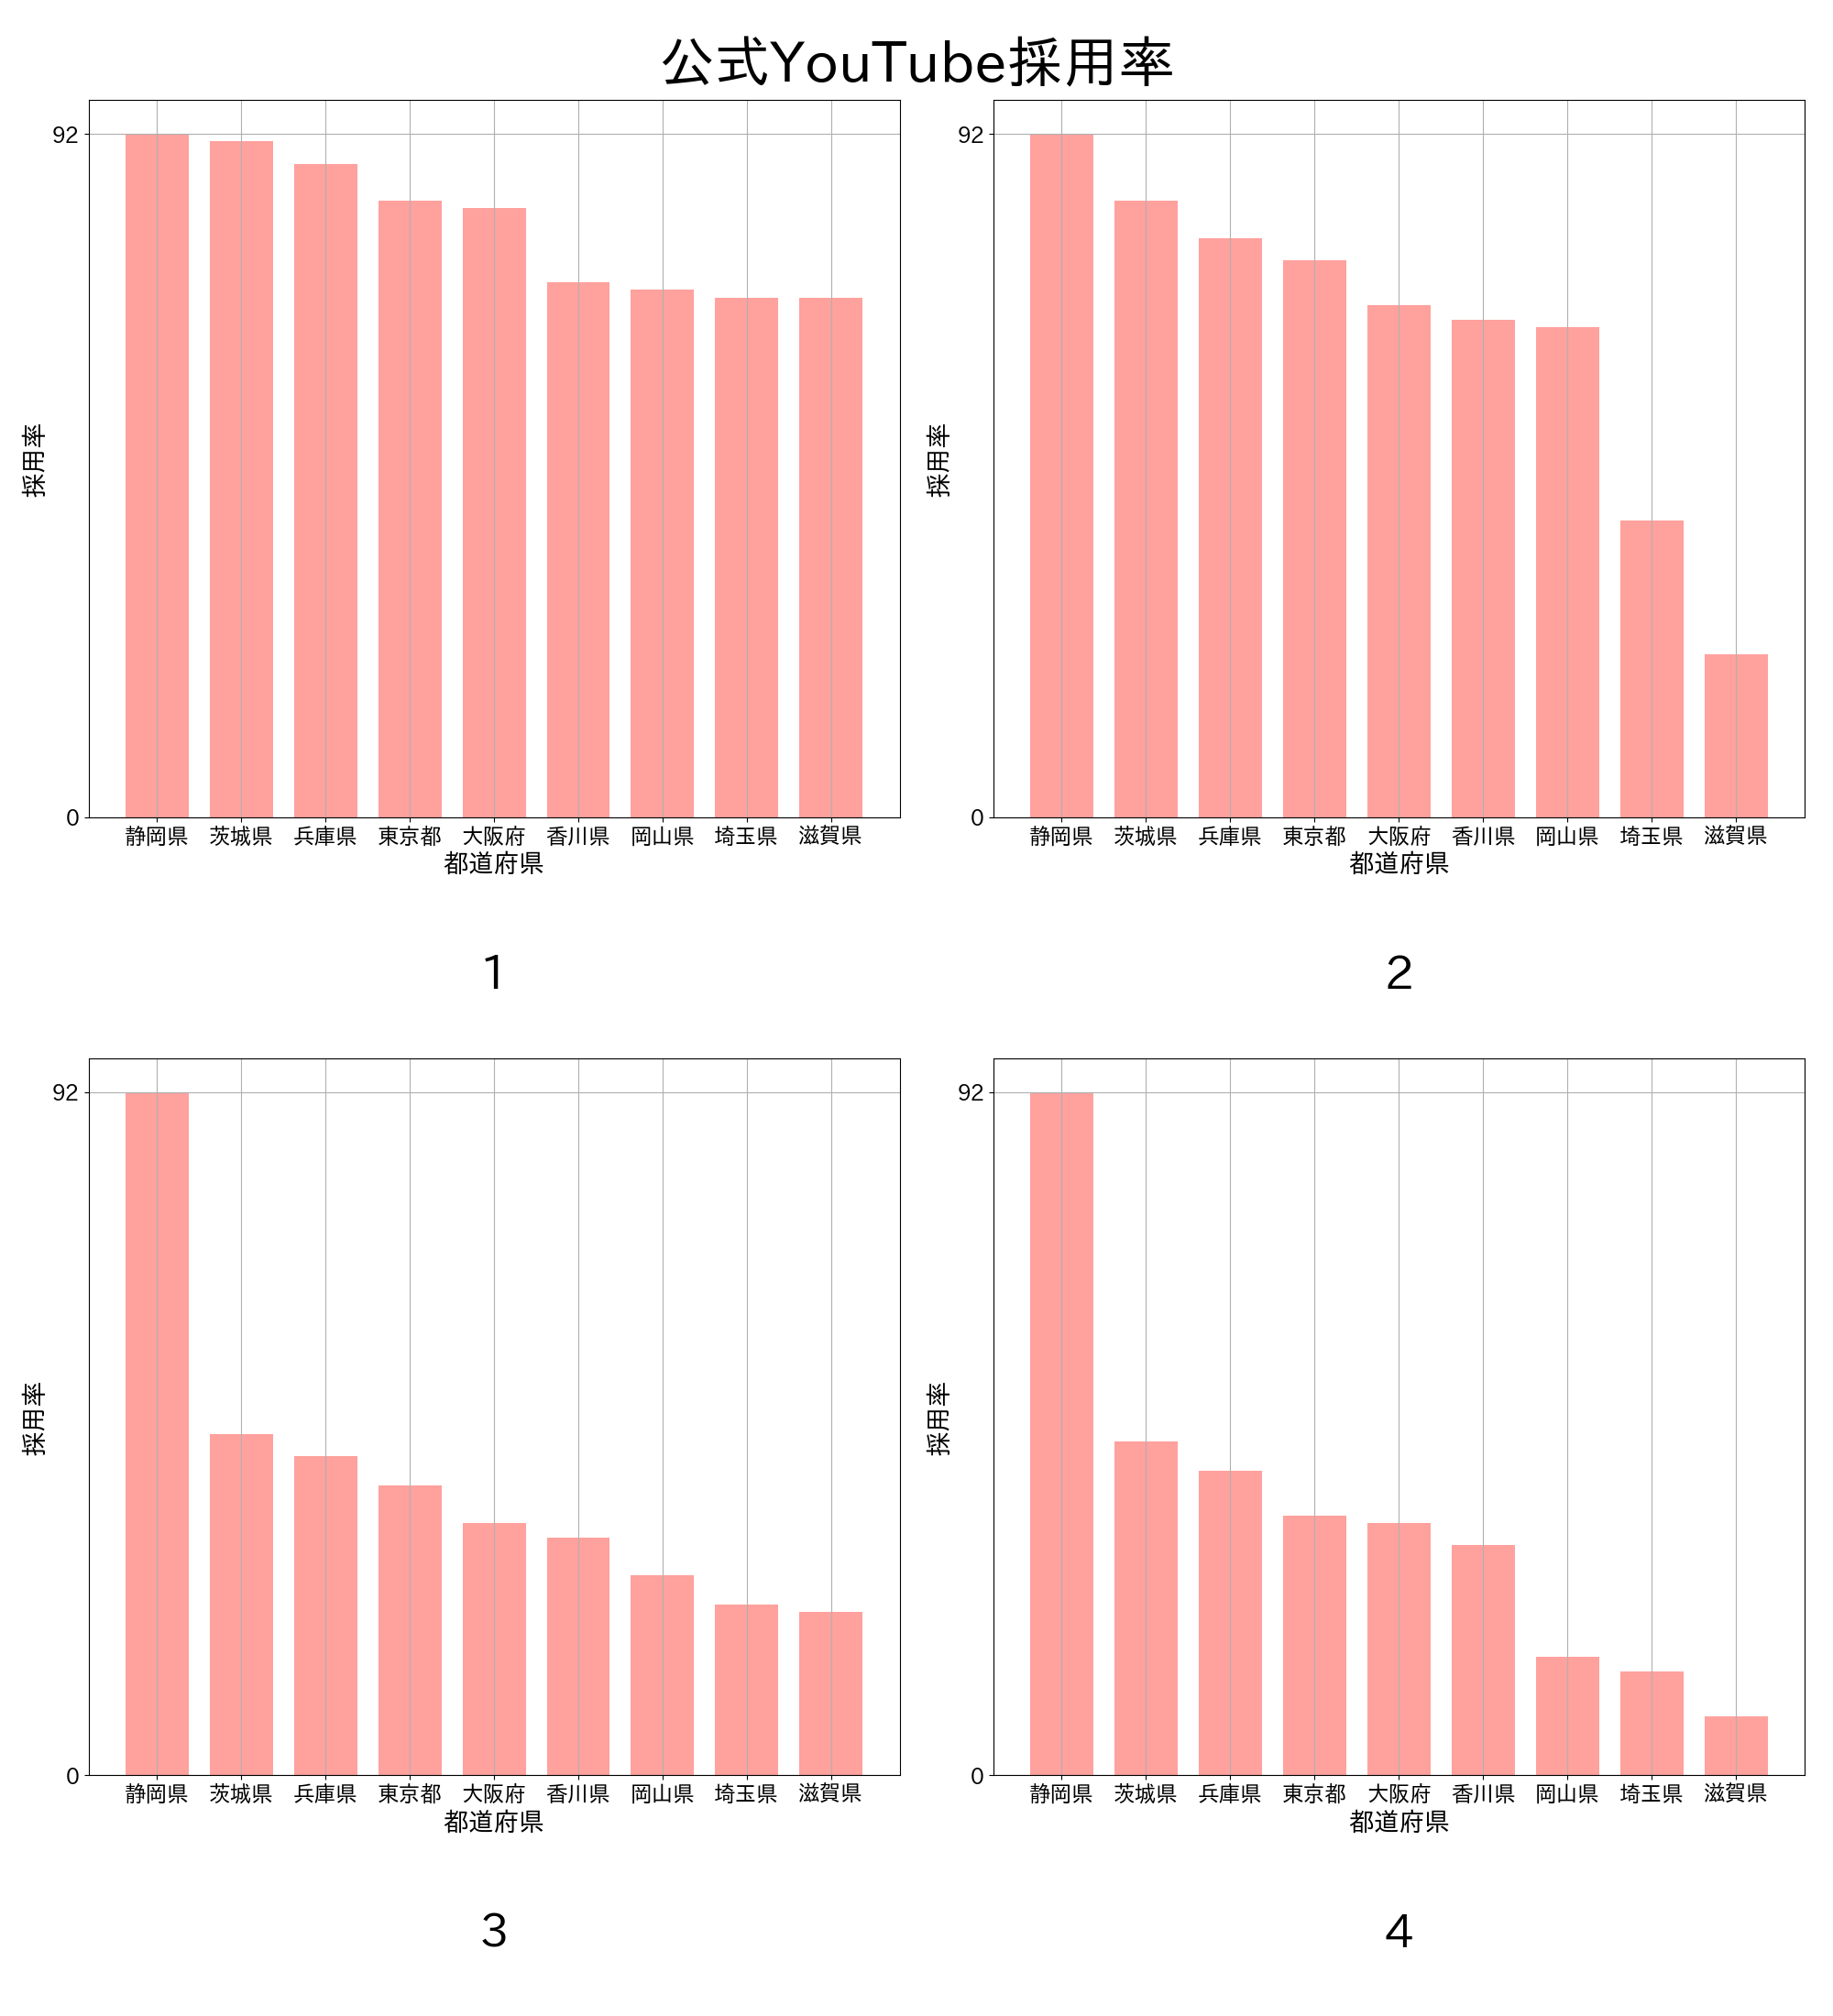 公式YouTube採用率
92
0
採用率
静岡県 茨城県 兵庫県 東京都 大阪府 香川県 岡山県 埼玉県 滋賀県
都道府県
1
92
0
採用率
静岡県 茨城県 兵庫県 東京都 大阪府 香川県 岡山県 埼玉県 滋賀県
都道府県
2
92
0
採用率
静岡県 茨城県 兵庫県 東京都 大阪府 香川県 岡山県 埼玉県 滋賀県
都道府県
3
92
0
採用率
静岡県 茨城県 兵庫県 東京都 大阪府 香川県 岡山県 埼玉県 滋賀県
都道府県
4